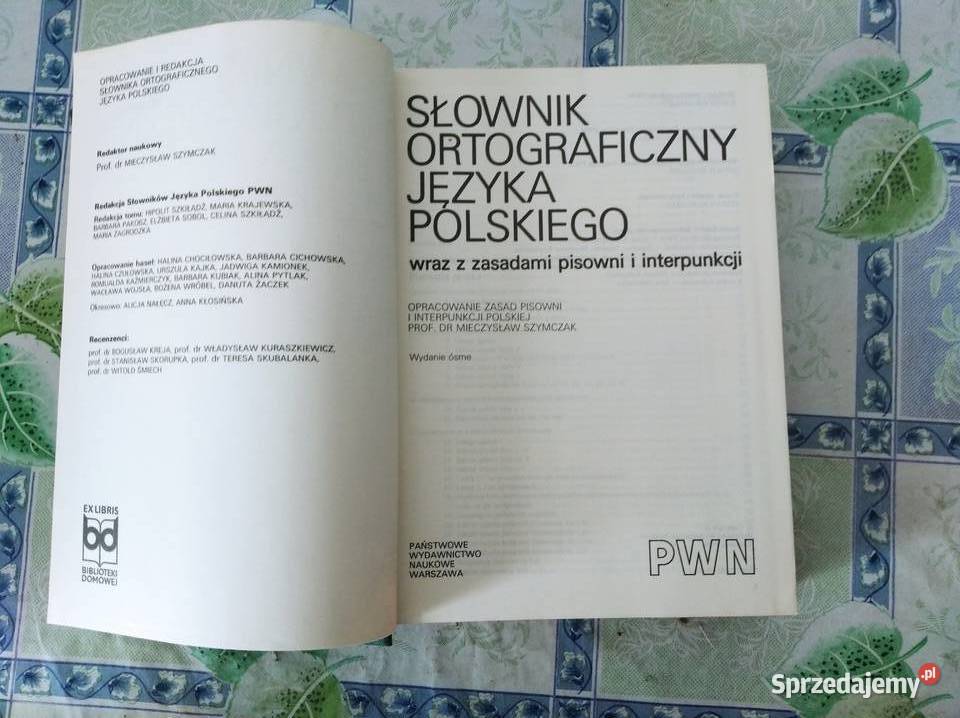 OPRACOWANIE I REDAKCJA
SŁOWNIKA ORTOGRAFICZNEGO
JĘZYKA POLSKIEGO
Redaktor naukowy
Prof. dr MIECZYSŁAW SZYMCZAK
Redakcja Słowników Języka Polskiego PWN
Redakcja tomu: HIPOLIT SZKIŁĄDŹ, MARIA KRAJEWSKA,
BARBARA PAKOSZ, ELŻBIETA SOBOL, CELINA SZKIŁĄDŹ,
MARIA ZAGRODZKA
Opracowanie haseł: HALINA CHOCIŁOWSKA, BARBARA CICHOWSKA,
HALINA CZUŁOWSKA, URSZULA KAJKA, JADWIGA KAMIONEK,
ROMUALDA KAŹMIERCZYK, BARBARA KUBIAK, ALINA PYTLAK,
WACŁAWA WOJSŁA, BOŻENA WRÓBEL, DANUTA ŻACZEK
Okresowo: ALICJA NAŁĘCZ, ANNA KŁOSIŃSKA
Recenzenci:
prof. dr BOGUSŁAW KREJA, prof. dr WŁADYSŁAW KURASZKIEWICZ,
prof. dr STANISŁAW SKORUPKA, prof. dr TERESA SKUBALANKA,
prof. dr WITOLD ŚMIECH
EX LIBRIS
bd
BIBLIOTEKI
DOMOWEJ
SŁOWNIK
ORTOGRAFICZNY
JĘZYKA
POLSKIEGO
wraz z zasadami pisowni i interpunkcji
OPRACOWANIE ZASAD PISOWNI
I INTERPUNKCJI POLSKIEJ
PROF. DR MIECZYSŁAW SZYMCZAK
Wydanie ósme
PAŃSTWOWE
WYDAWNICTWO
NAUKOWE
WARSZAWA
PWN
Sprzedajemy.pl